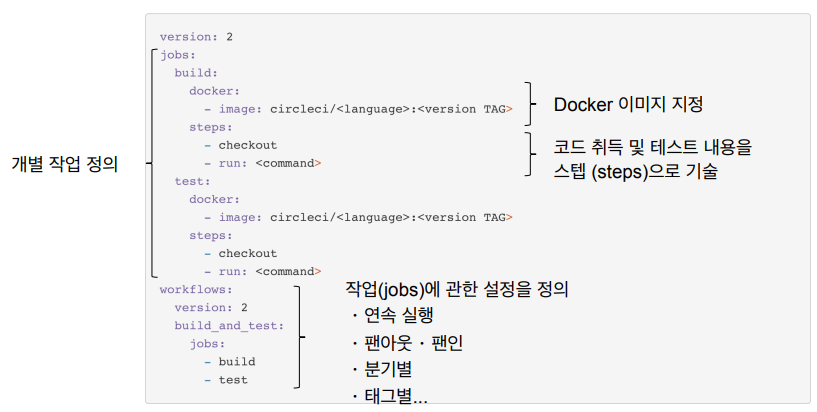 version: 2
jobs:
build:
docker:
- image: circleci/<language>:<version TAG>
steps:
- checkout
- run: <command>
test:
docker:
- image: circleci/<language>:<version TAG>
steps:
- checkout
- run: <command>
workflows:
version: 2
build_and_test:
jobs:
- build
- test
개별 작업 정의
Docker 이미지 지정
코드 취득 및 테스트 내용을
스텝 (steps)으로 기술
작업(jobs)에 관한 설정을 정의
・연속 실행
・팬아웃・팬인
・분기별
・태그별...